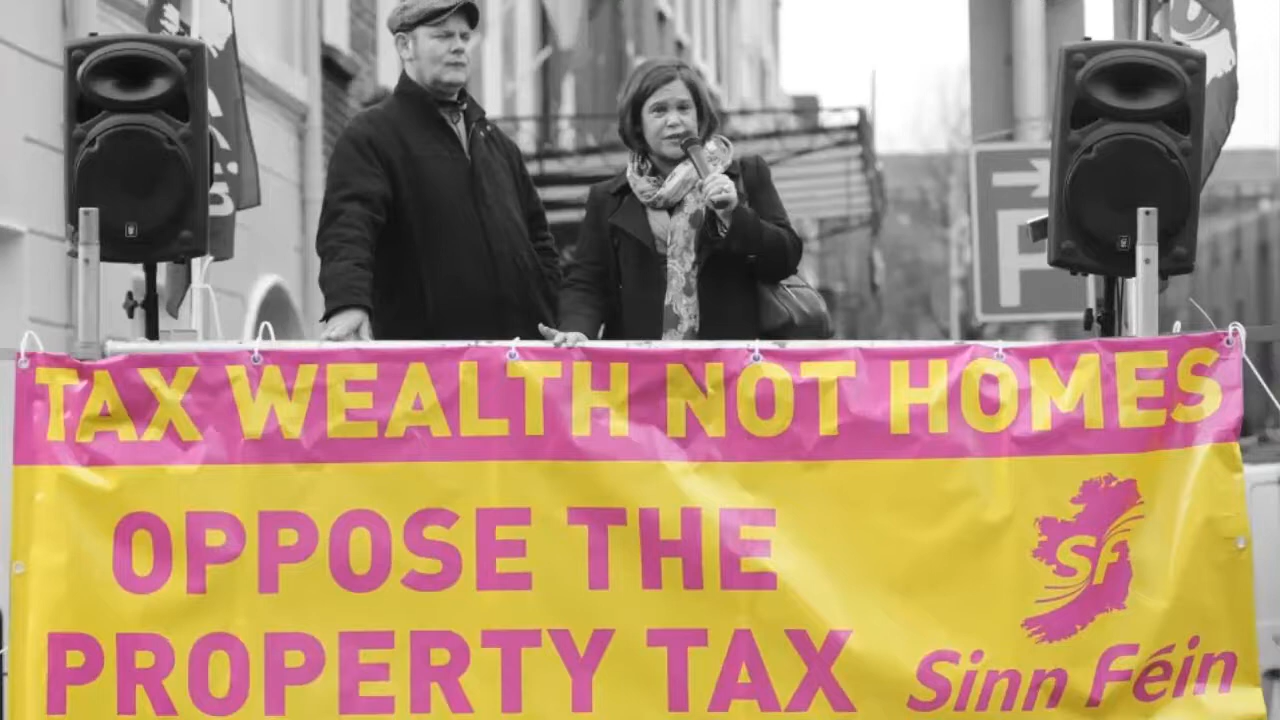 TAX WEALTH NOT HOMES
OPPOSE THE
PROPERTY TAX
SF
Sinn Féin
P